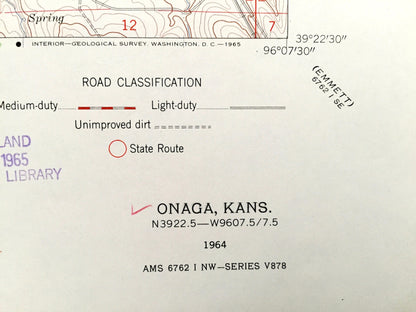 Spring
12
7
INTERIOR—GEOLOGICAL SURVEY, WASHINGTON, D. C.—1965
39°22'30"
96°07'30"
(EMMETT)
6762 I SE
ROAD CLASSIFICATION
Medium-duty Light-duty
Unimproved dirt
State Route
LAND
1965
LIBRARY
ONAGA, KANS.
N3922.5—W9607.5/7.5
1964
AMS 6762 I NW—SERIES V878